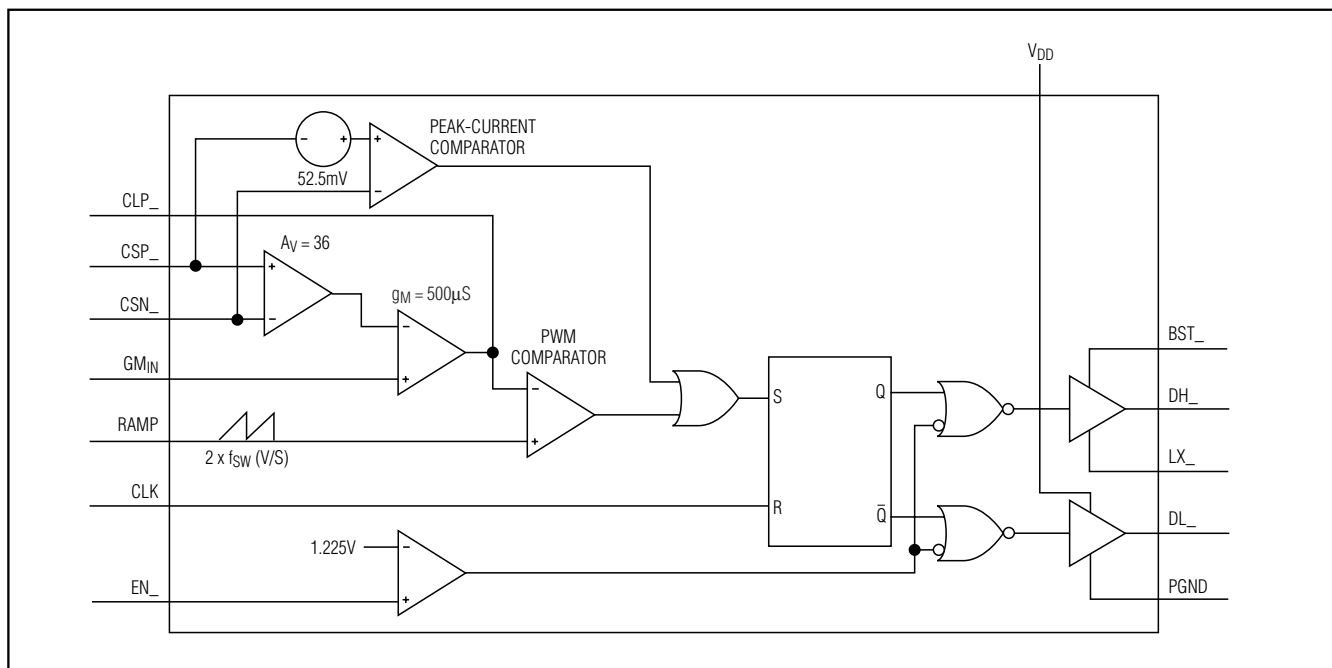 V_DD
PEAK-CURRENT
COMPARATOR
- +
+
-
52.5mV
CLP_
A_V = 36
CSP_
+
g_M = 500μS
CSN_
-
-
PWM
COMPARATOR
BST_
GM_IN
+
-
S
Q
DH_
RAMP
+
2 x f_SW (V/S)
LX_
CLK
R
Q̅
DL_
1.225V
-
EN_
+
PGND